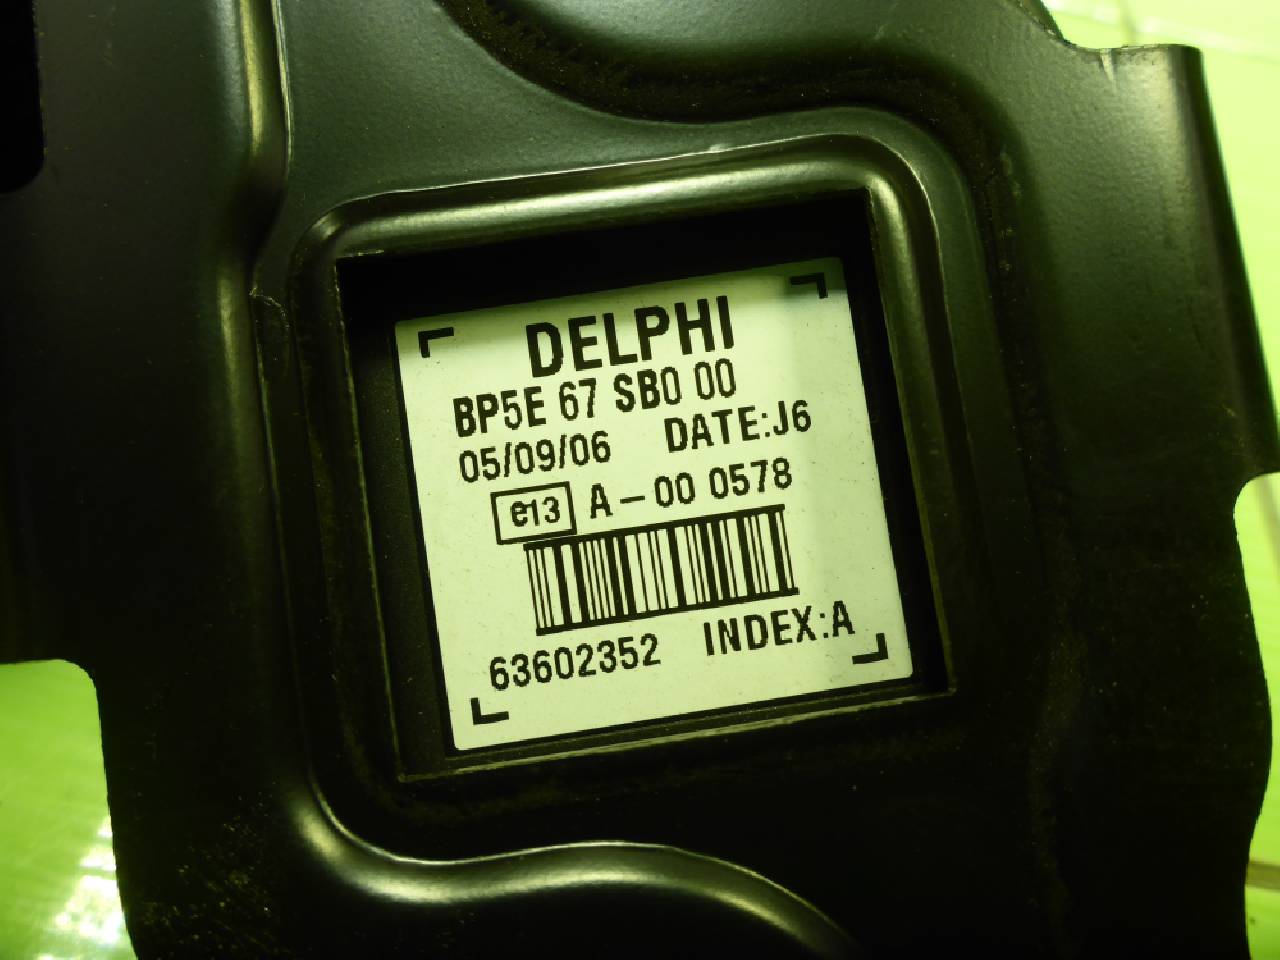 DELPHI
BP5E 67 SB0 00
05/09/06 DATE:J6
e13 A-00 0578
63602352 INDEX:A